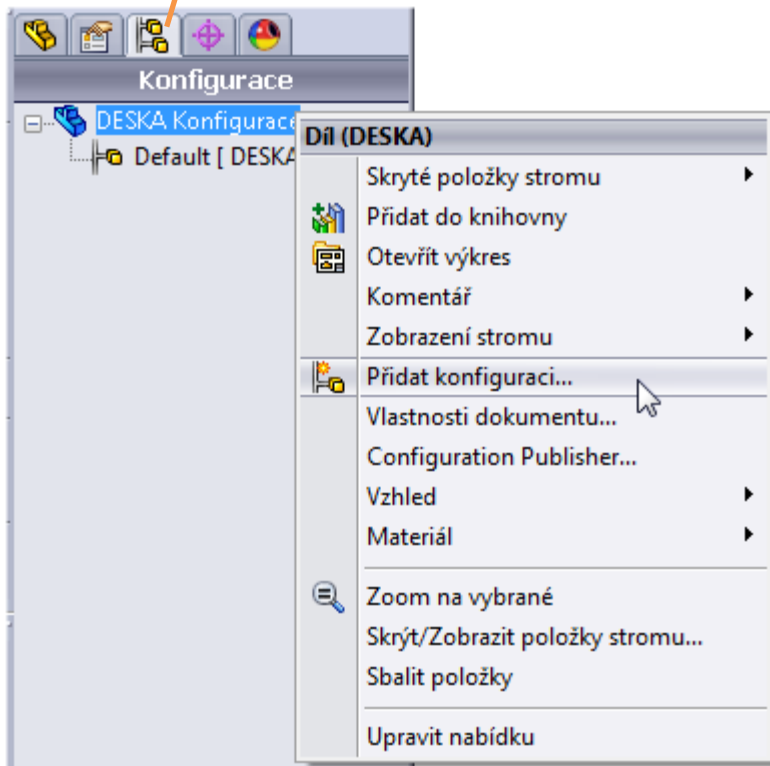 Konfigurace
DESKA Konfigurace
Default [ DESKA
Díl (DESKA)
Skryté položky stromu
Přidat do knihovny
Otevřít výkres
Komentář
Zobrazení stromu
Přidat konfiguraci...
Vlastnosti dokumentu...
Configuration Publisher...
Vzhled
Materiál
Zoom na vybrané
Skrýt/Zobrazit položky stromu...
Sbalit položky
Upravit nabídku